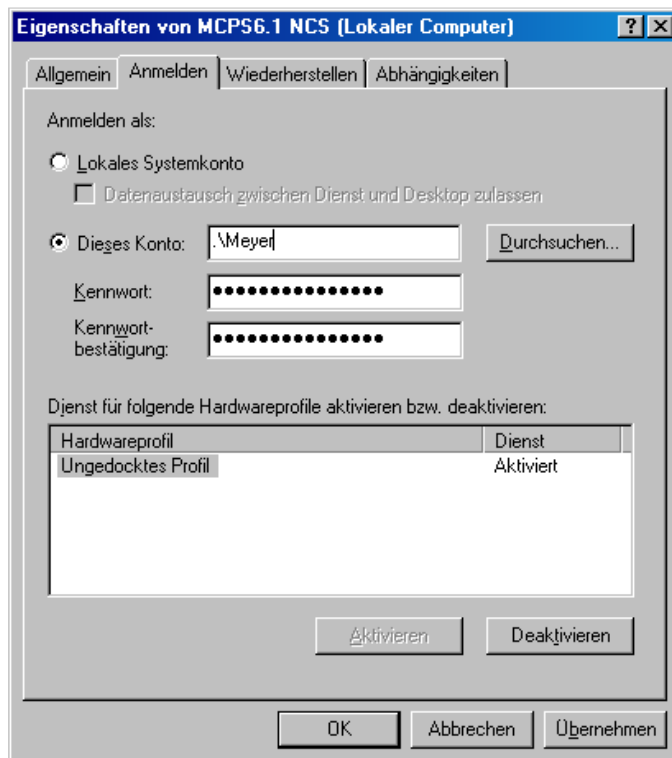 Eigenschaften von MCPS6.1 NCS (Lokaler Computer)
Allgemein Anmelden Wiederherstellen Abhängigkeiten
Anmelden als:
Lokales Systemkonto
Datenaustausch zwischen Dienst und Desktop zulassen
Dieses Konto: .\Meyer Durchsuchen...
Kennwort: ●●●●●●●●●●●●●●●
Kennwort-
bestätigung: ●●●●●●●●●●●●●●●
Dienst für folgende Hardwareprofile aktivieren bzw. deaktivieren:
Hardwareprofil Dienst
Ungedocktes Profil Aktiviert
Aktivieren Deaktivieren
OK Abbrechen Übernehmen